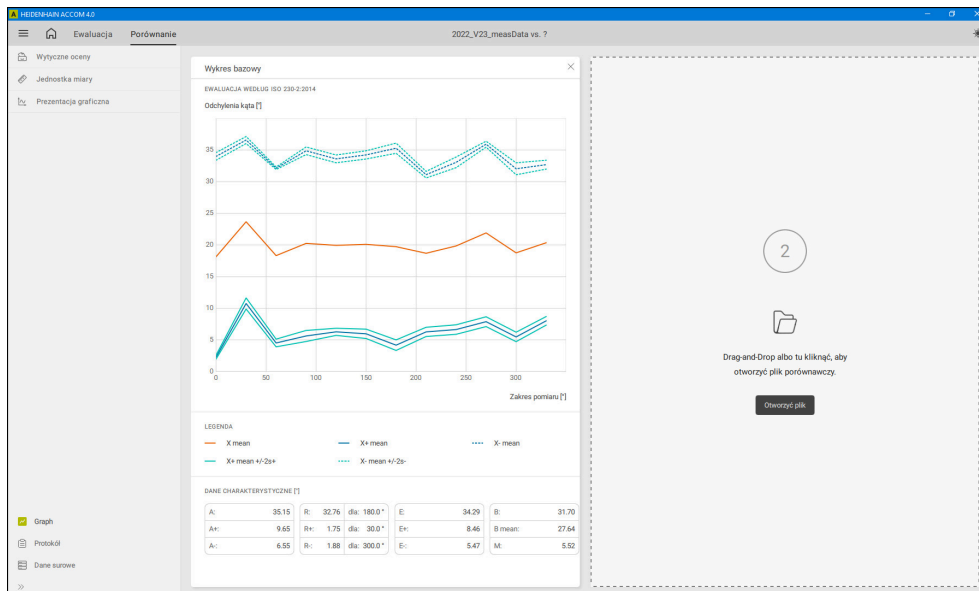 HEIDENHAIN ACCOM 4.0
Ewaluacja Porównanie 2022_V23_measData vs. ?
Wytyczne oceny
Jednostka miary
Prezentacja graficzna
Wykres bazowy
EWALUACJA WEDŁUG ISO 230-2:2014
Odchylenia kąta ["]
35
30
25
20
15
10
5
0
0 50 100 150 200 250 300
Zakres pomiaru [°]
LEGENDA
X mean X+ mean X- mean
X+ mean +/-2s+ X- mean +/-2s-
DANE CHARAKTERYSTYCZNE ["]
A: 35.15 R: 32.76 dla: 180.0 ° E: 34.29 B: 31.70
A+: 9.65 R+: 1.75 dla: 30.0 ° E+: 8.46 B mean: 27.64
A-: 6.55 R-: 1.88 dla: 300.0 ° E-: 5.47 M: 5.52
2
Drag-and-Drop albo tu kliknąć, aby
otworzyć plik porównawczy.
Otworzyć plik
Graph
Protokół
Dane surowe